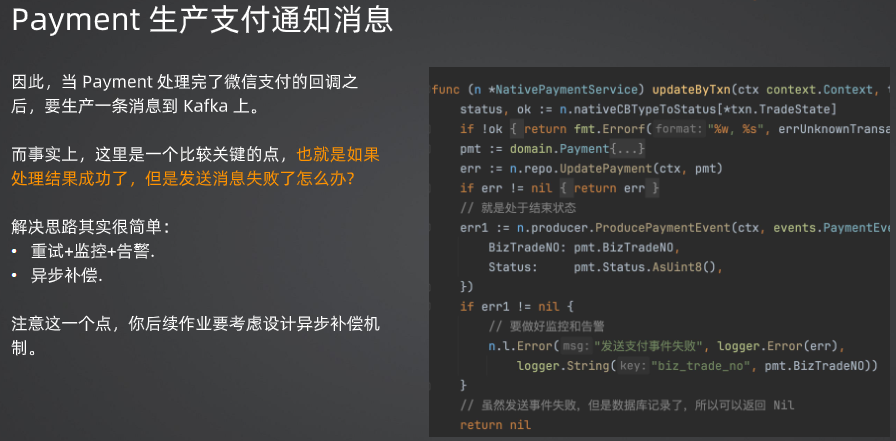 Payment 生产支付通知消息
因此，当 Payment 处理完了微信支付的回调之
后，要生产一条消息到 Kafka 上。
而事实上，这里是一个比较关键的点，也就是如果
处理结果成功了，但是发送消息失败了怎么办?
解决思路其实很简单：
• 重试+监控+告警.
• 异步补偿.
注意这一个点，你后续作业要考虑设计异步补偿机
制。
func (n *NativePaymentService) updateByTxn(ctx context.Context,
status, ok := n.nativeCBTypeToStatus[*txn.TradeState]
if !ok { return fmt.Errorf( format: "%w, %s", errUnknownTransa
pmt := domain.Payment{...}
err := n.repo.UpdatePayment(ctx, pmt)
if err != nil { return err }
// 就是处于结束状态
err1 := n.producer.ProducePaymentEvent(ctx, events.PaymentEve
BizTradeNO: pmt.BizTradeNO,
Status: pmt.Status.AsUint8(),
})
if err1 != nil {
// 要做好监控和告警
n.l.Error( msg: "发送支付事件失败", logger.Error(err),
logger.String( key: "biz_trade_no", pmt.BizTradeNO))
}
// 虽然发送事件失败，但是数据库记录了，所以可以返回 Nil
return nil